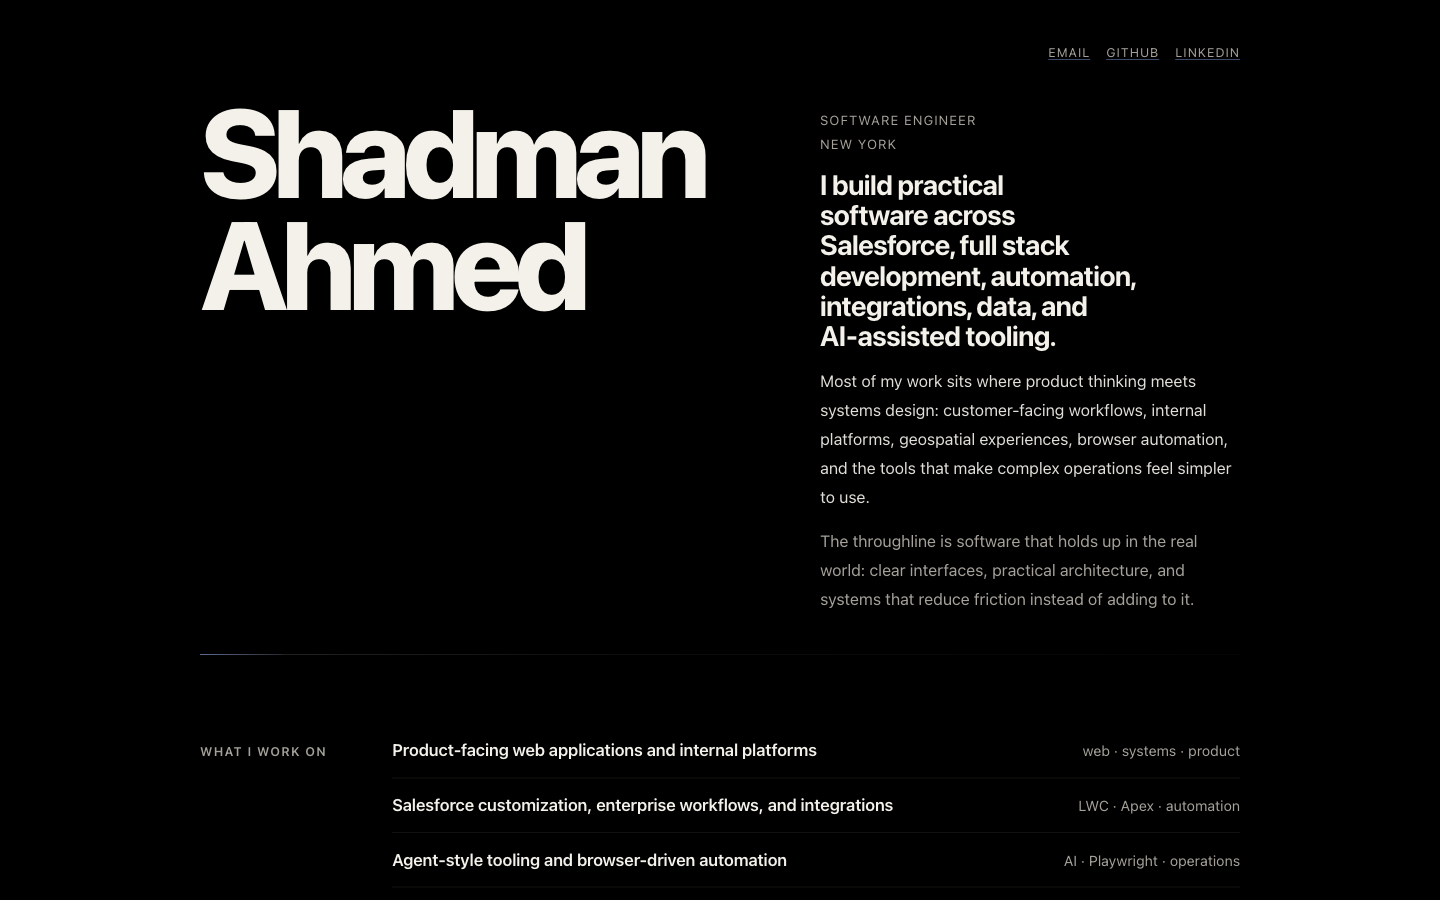 EMAIL GITHUB LINKEDIN
Shadman
Ahmed
SOFTWARE ENGINEER
NEW YORK
I build practical
software across
Salesforce, full stack
development, automation,
integrations, data, and
AI-assisted tooling.
Most of my work sits where product thinking meets
systems design: customer-facing workflows, internal
platforms, geospatial experiences, browser automation,
and the tools that make complex operations feel simpler
to use.
The throughline is software that holds up in the real
world: clear interfaces, practical architecture, and
systems that reduce friction instead of adding to it.
WHAT I WORK ON
Product-facing web applications and internal platforms web · systems · product
Salesforce customization, enterprise workflows, and integrations LWC · Apex · automation
Agent-style tooling and browser-driven automation AI · Playwright · operations